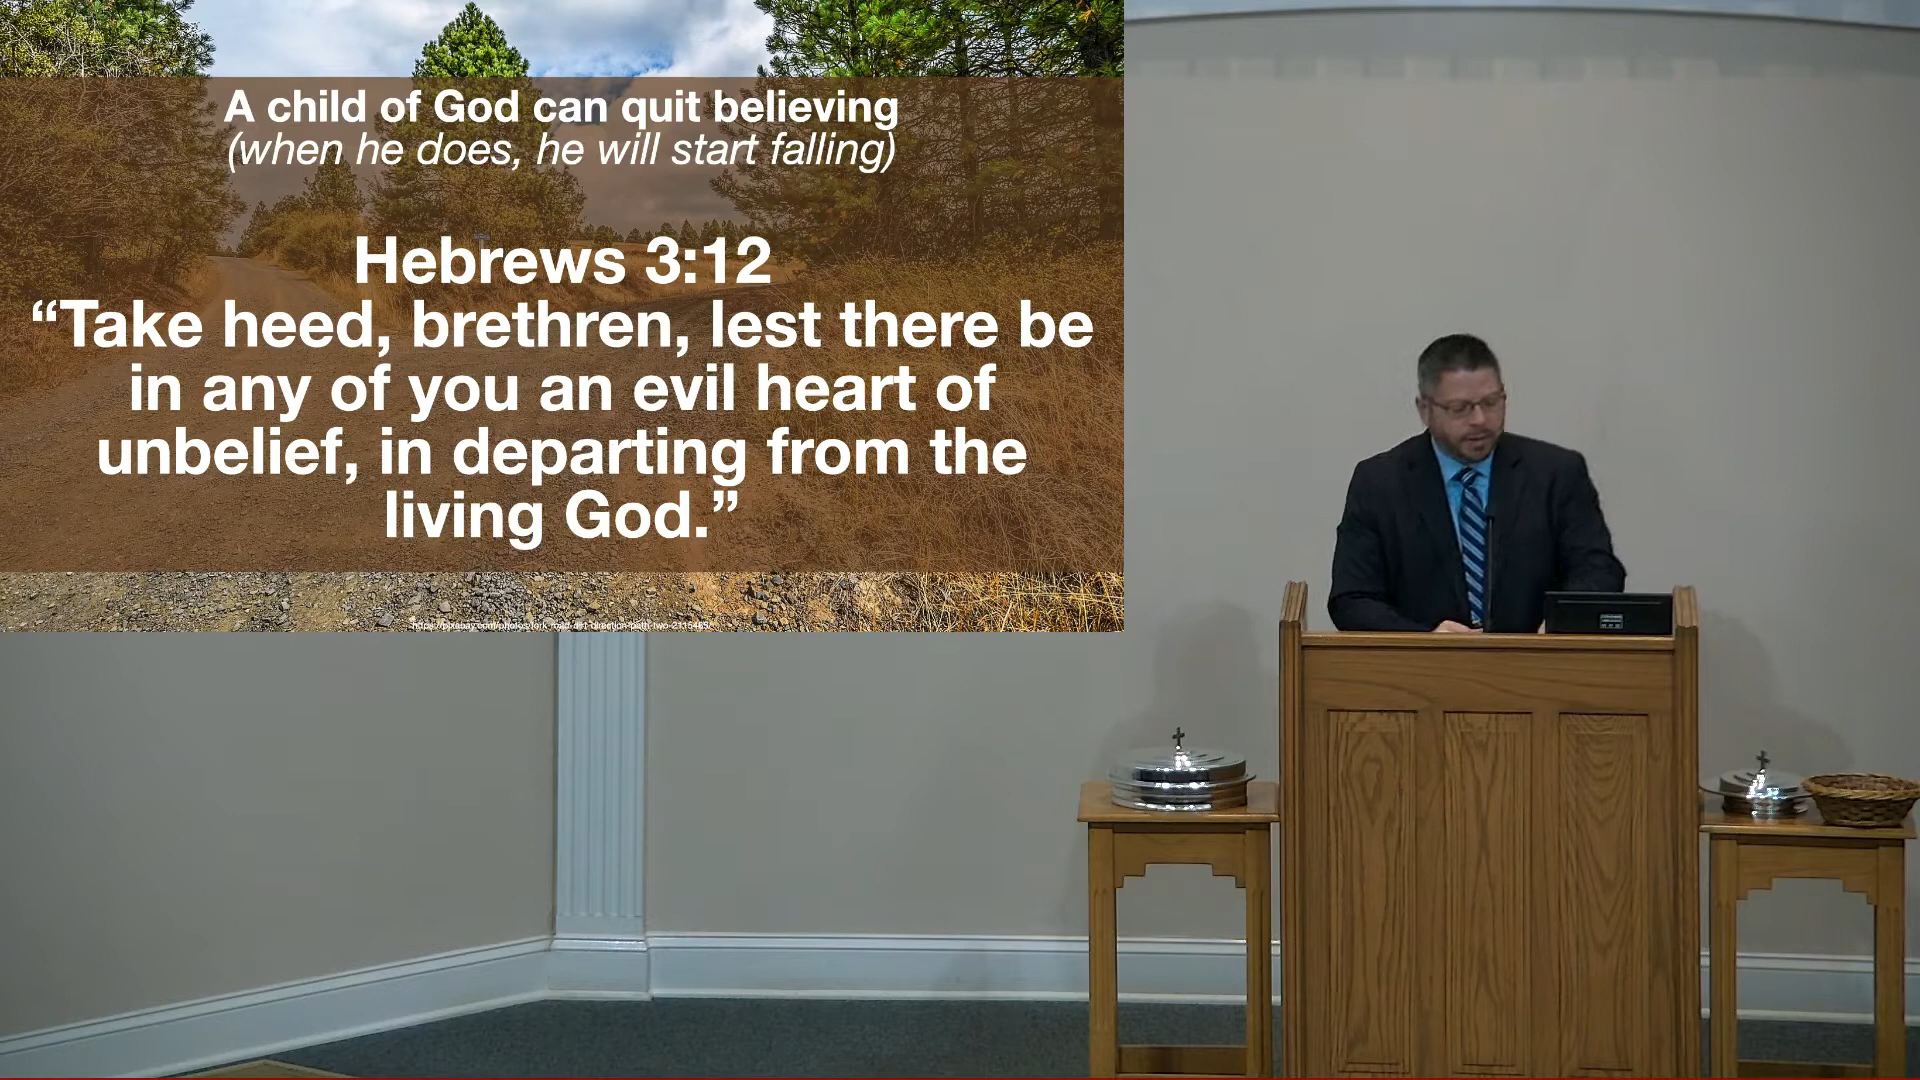 A child of God can quit believing
(when he does, he will start falling)
Hebrews 3:12
“Take heed, brethren, lest there be
in any of you an evil heart of
unbelief, in departing from the
living God.”